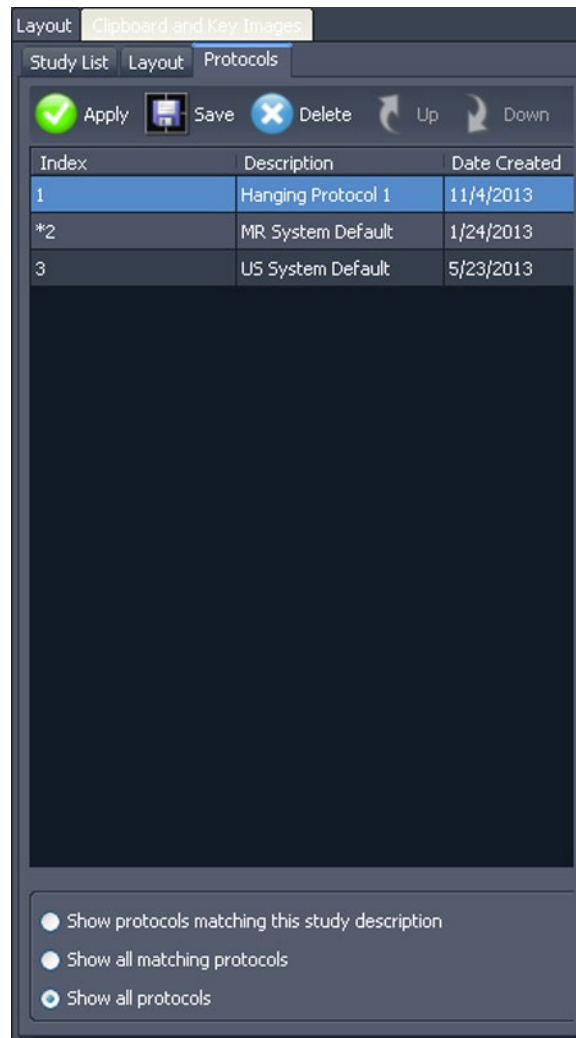 Layout Clipboard and Key Images
Study List Layout Protocols
Apply Save Delete Up Down
Index Description Date Created
1 Hanging Protocol 1 11/4/2013
*2 MR System Default 1/24/2013
3 US System Default 5/23/2013
Show protocols matching this study description
Show all matching protocols
Show all protocols